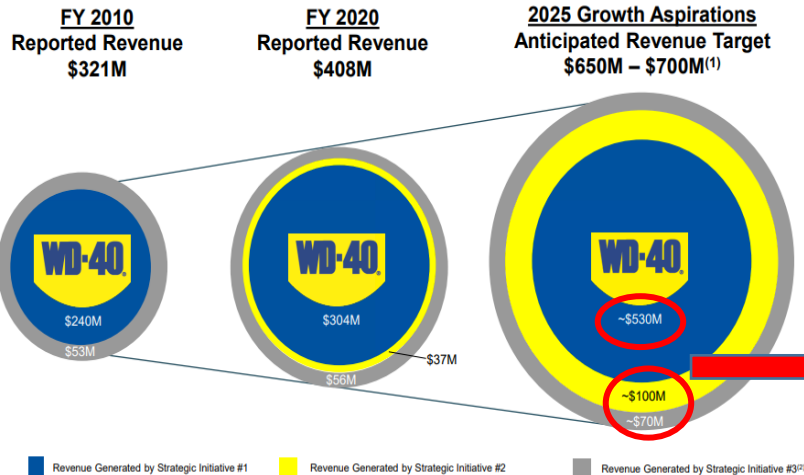 FY 2010
Reported Revenue
$321M
FY 2020
Reported Revenue
$408M
2025 Growth Aspirations
Anticipated Revenue Target
$650M – $700M(1)
WD-40®
$240M
$53M
WD-40®
$304M
$37M
$56M
WD-40®
~$530M
~$100M
~$70M
Revenue Generated by Strategic Initiative #1
Revenue Generated by Strategic Initiative #2
Revenue Generated by Strategic Initiative #3(2)